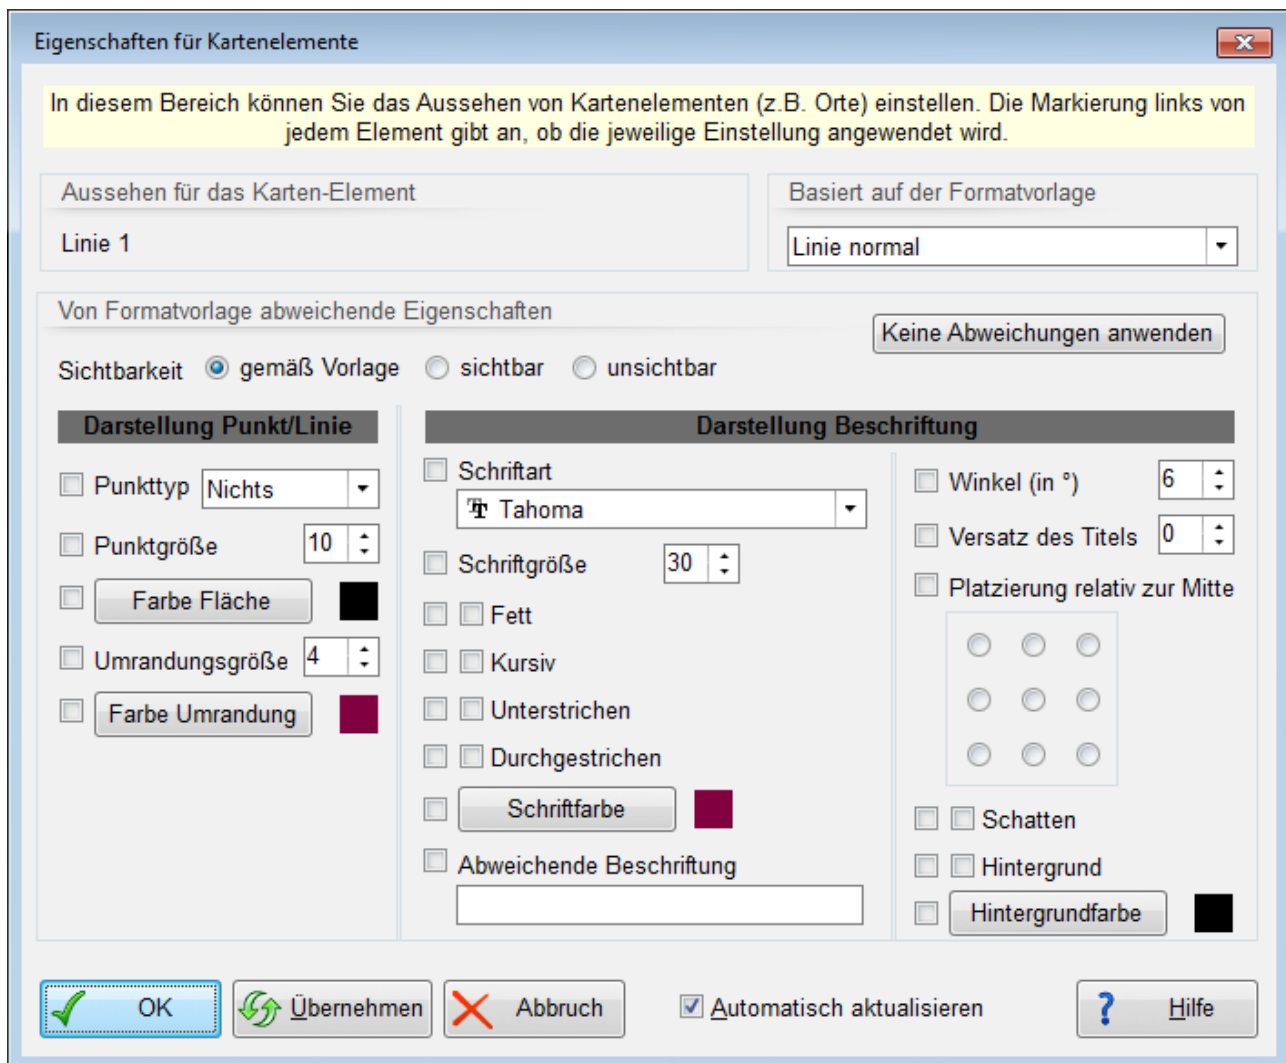 Eigenschaften für Kartenelemente
In diesem Bereich können Sie das Aussehen von Kartenelementen (z.B. Orte) einstellen. Die Markierung links von
jedem Element gibt an, ob die jeweilige Einstellung angewendet wird.
Aussehen für das Karten-Element
Linie 1
Basiert auf der Formatvorlage
Linie normal
Von Formatvorlage abweichende Eigenschaften
Keine Abweichungen anwenden
Sichtbarkeit gemäß Vorlage sichtbar unsichtbar
Darstellung Punkt/Linie
Punkttyp Nichts
Punktgröße 10
Farbe Fläche
Umrandungsgröße 4
Farbe Umrandung
Darstellung Beschriftung
Schriftart
Tahoma
Schriftgröße 30
Fett
Kursiv
Unterstrichen
Durchgestrichen
Schriftfarbe
Abweichende Beschriftung
Winkel (in °) 6
Versatz des Titels 0
Platzierung relativ zur Mitte
Schatten
Hintergrund
Hintergrundfarbe
OK Übernehmen Abbruch Automatisch aktualisieren ? Hilfe